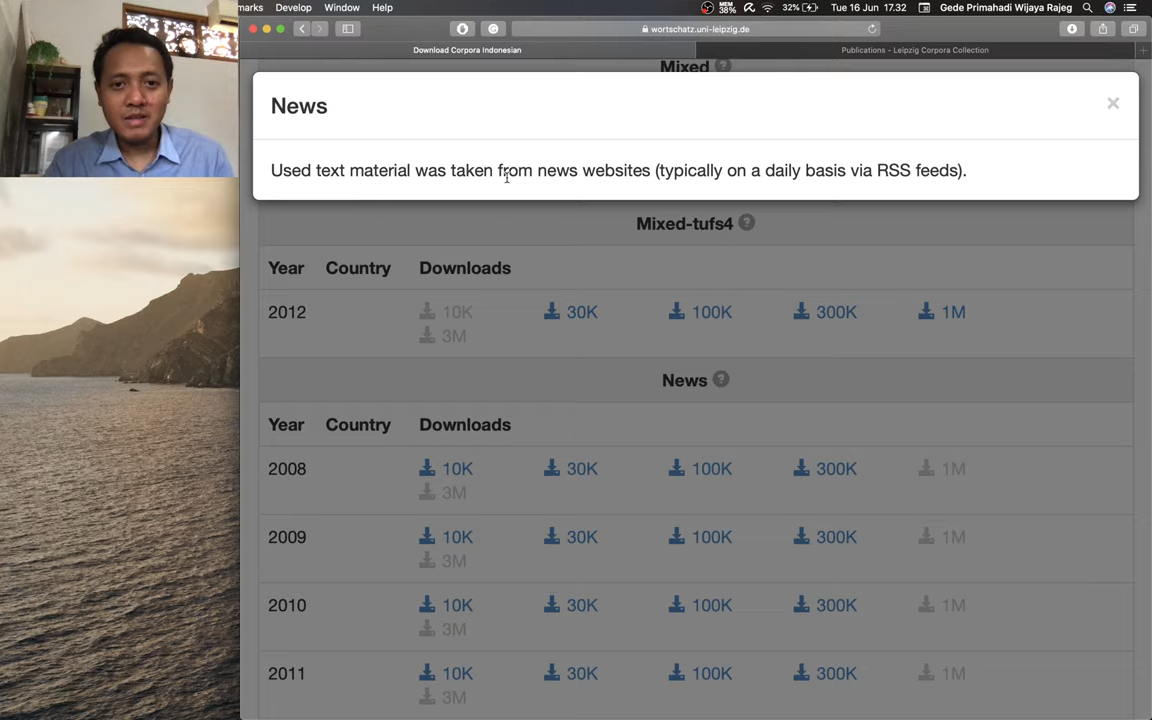 marks Develop Window Help MEM 38% 32% Tue 16 Jun 17.32 Gede Primahadi Wijaya Rajeg
wortschatz.uni-leipzig.de
Download Corpora Indonesian Publications - Leipzig Corpora Collection
Mixed ?
News ×
Used text material was taken from news websites (typically on a daily basis via RSS feeds).
Mixed-tufs4 ?
Year Country Downloads
2012 10K 30K 100K 300K 1M
3M
News ?
Year Country Downloads
2008 10K 30K 100K 300K 1M
3M
2009 10K 30K 100K 300K 1M
3M
2010 10K 30K 100K 300K 1M
3M
2011 10K 30K 100K 300K 1M
3M